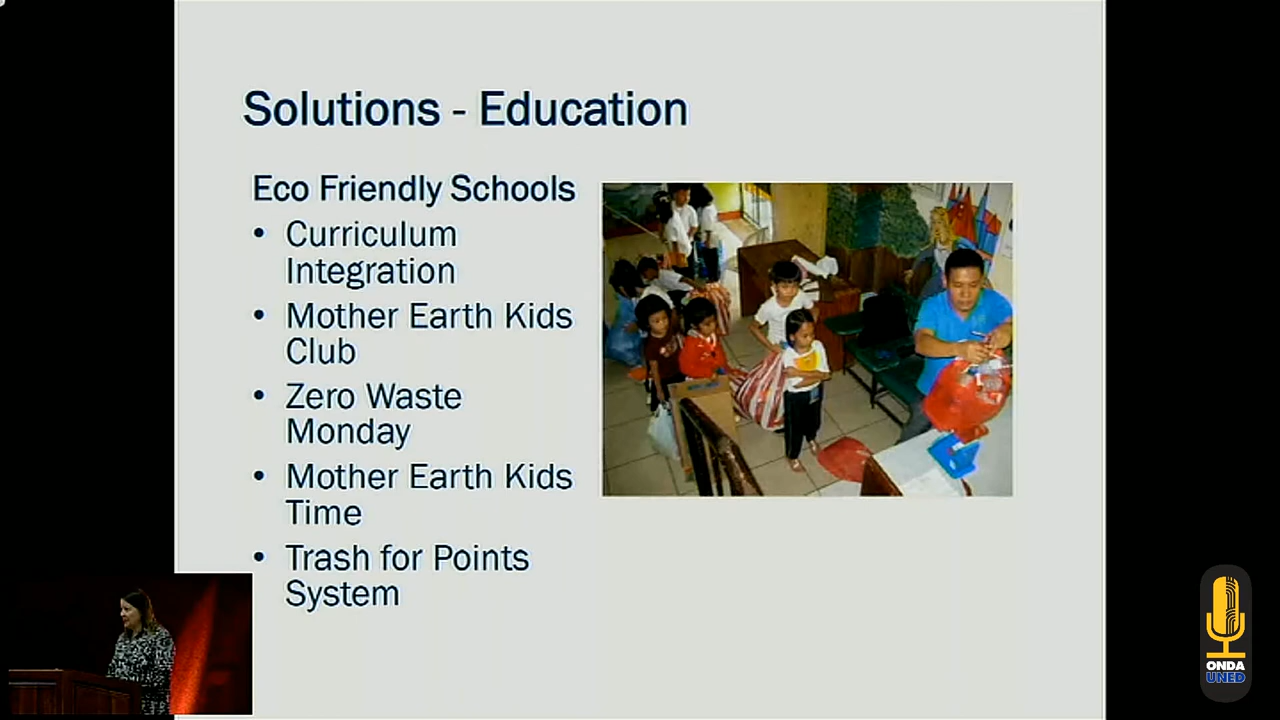 Solutions - Education
Eco Friendly Schools
• Curriculum
Integration
• Mother Earth Kids
Club
• Zero Waste
Monday
• Mother Earth Kids
Time
• Trash for Points
System
ONDA
UNED